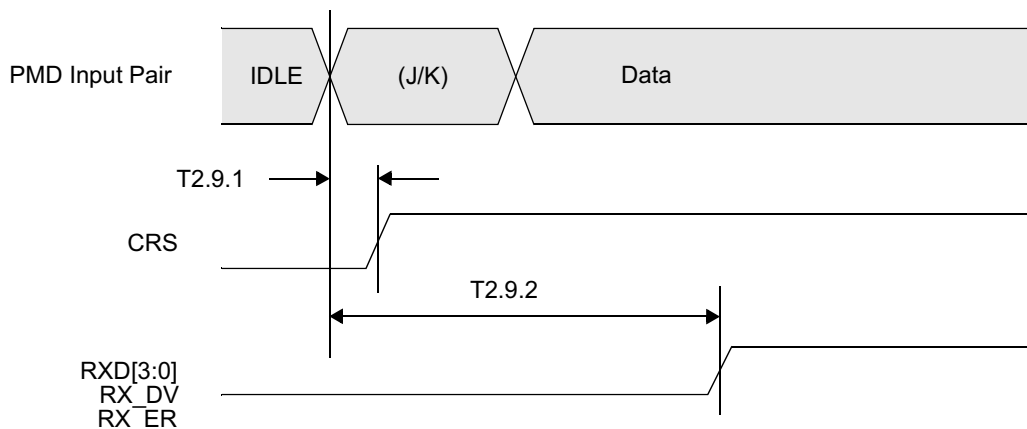 PMD Input Pair
IDLE
(J/K)
Data
T2.9.1
CRS
T2.9.2
RXD[3:0]
RX_DV
RX_ER